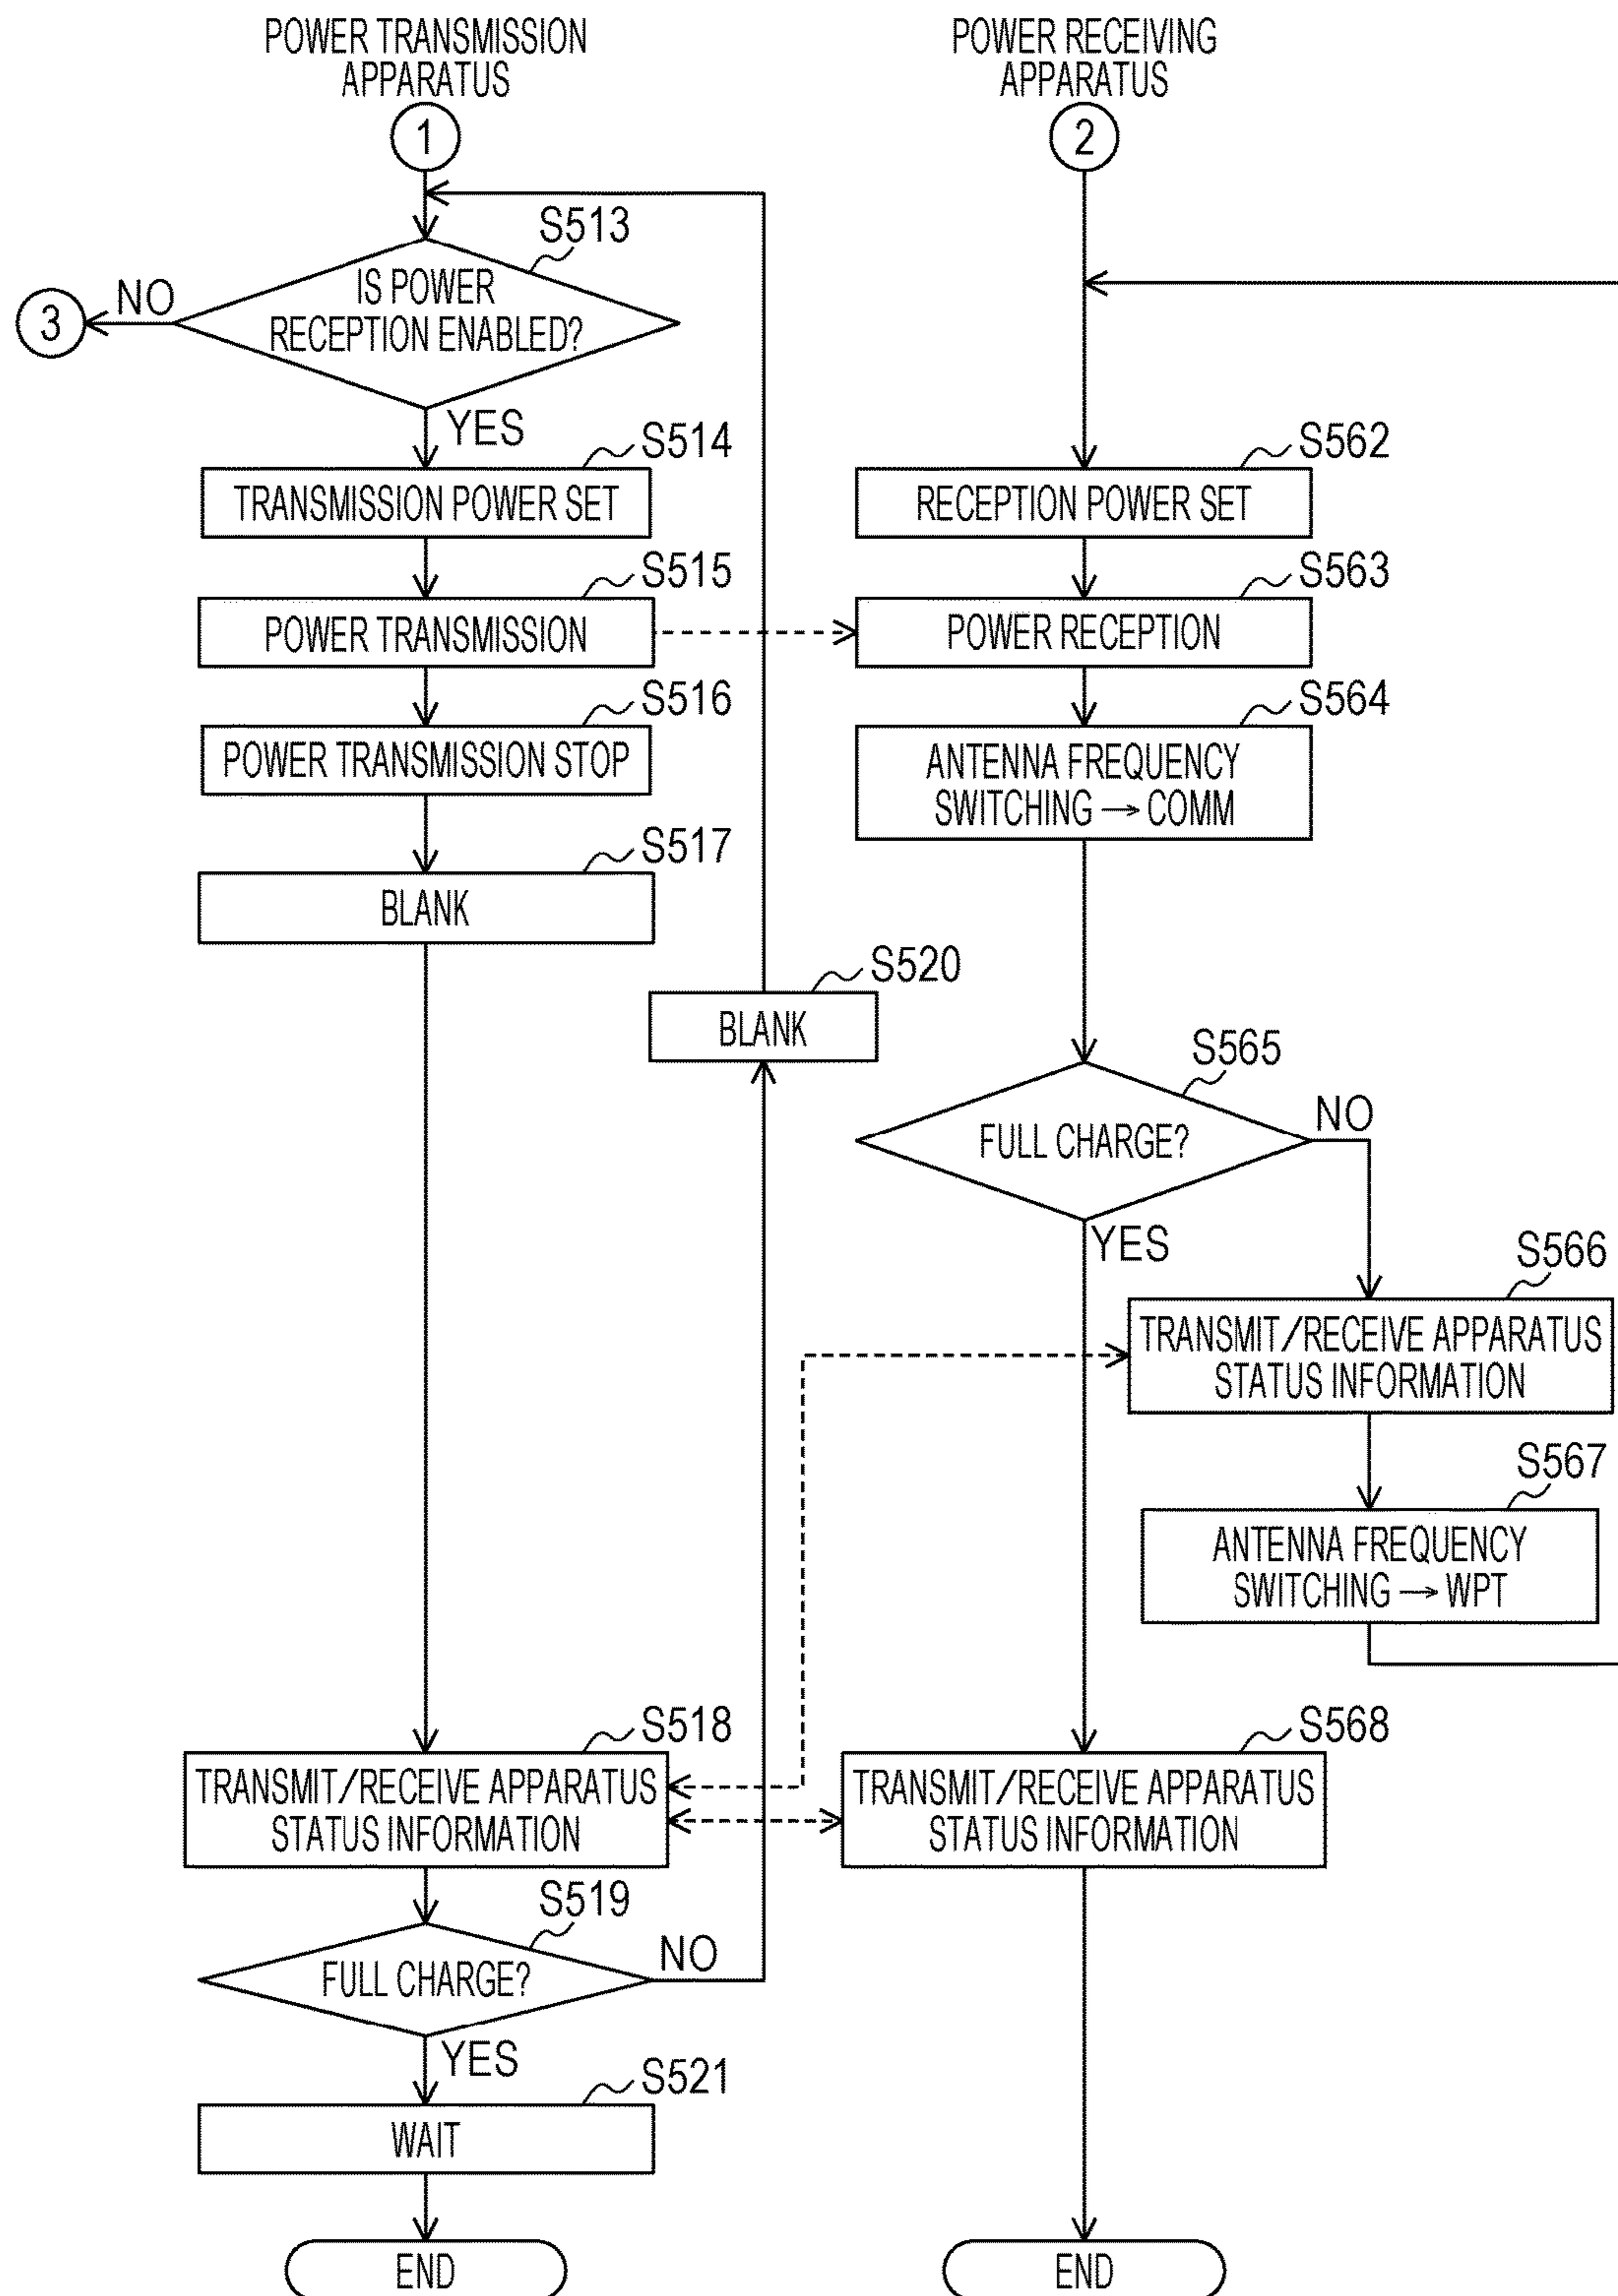 POWER TRANSMISSION
APPARATUS
1
S513
IS POWER
RECEPTION ENABLED?
NO
3
YES
S514
TRANSMISSION POWER SET
S515
POWER TRANSMISSION
S516
POWER TRANSMISSION STOP
S517
BLANK
S520
BLANK
S518
TRANSMIT/RECEIVE APPARATUS
STATUS INFORMATION
S519
FULL CHARGE?
NO
YES
S521
WAIT
END
POWER RECEIVING
APPARATUS
2
S562
RECEPTION POWER SET
S563
POWER RECEPTION
S564
ANTENNA FREQUENCY
SWITCHING → COMM
S565
FULL CHARGE?
NO
YES
S566
TRANSMIT/RECEIVE APPARATUS
STATUS INFORMATION
S567
ANTENNA FREQUENCY
SWITCHING → WPT
S568
TRANSMIT/RECEIVE APPARATUS
STATUS INFORMATION
END